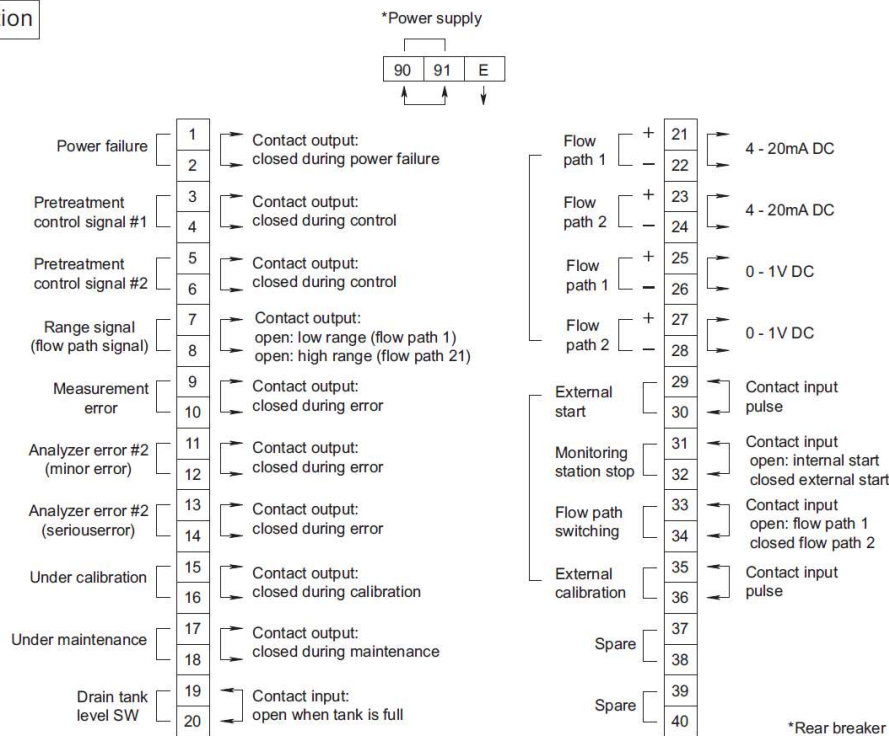 tion
*Power supply
90 91 E
Power failure
1
2
Contact output:
closed during power failure
Pretreatment
control signal #1
3
4
Contact output:
closed during control
Pretreatment
control signal #2
5
6
Contact output:
closed during control
Range signal
(flow path signal)
7
8
Contact output:
open: low range (flow path 1)
open: high range (flow path 21)
Measurement
error
9
10
Contact output:
closed during error
Analyzer error #2
(minor error)
11
12
Contact output:
closed during error
Analyzer error #2
(seriouserror)
13
14
Contact output:
closed during error
Under calibration
15
16
Contact output:
closed during calibration
Under maintenance
17
18
Contact output:
closed during maintenance
Drain tank
level SW
19
20
Contact input:
open when tank is full
Flow
path 1
+ 21
− 22
4 - 20mA DC
Flow
path 2
+ 23
− 24
4 - 20mA DC
Flow
path 1
+ 25
− 26
0 - 1V DC
Flow
path 2
+ 27
− 28
0 - 1V DC
External
start
29
30
Contact input
pulse
Monitoring
station stop
31
32
Contact input
open: internal start
closed external start
Flow path
switching
33
34
Contact input
open: flow path 1
closed flow path 2
External
calibration
35
36
Contact input
pulse
Spare
37
38
Spare
39
40
*Rear breaker